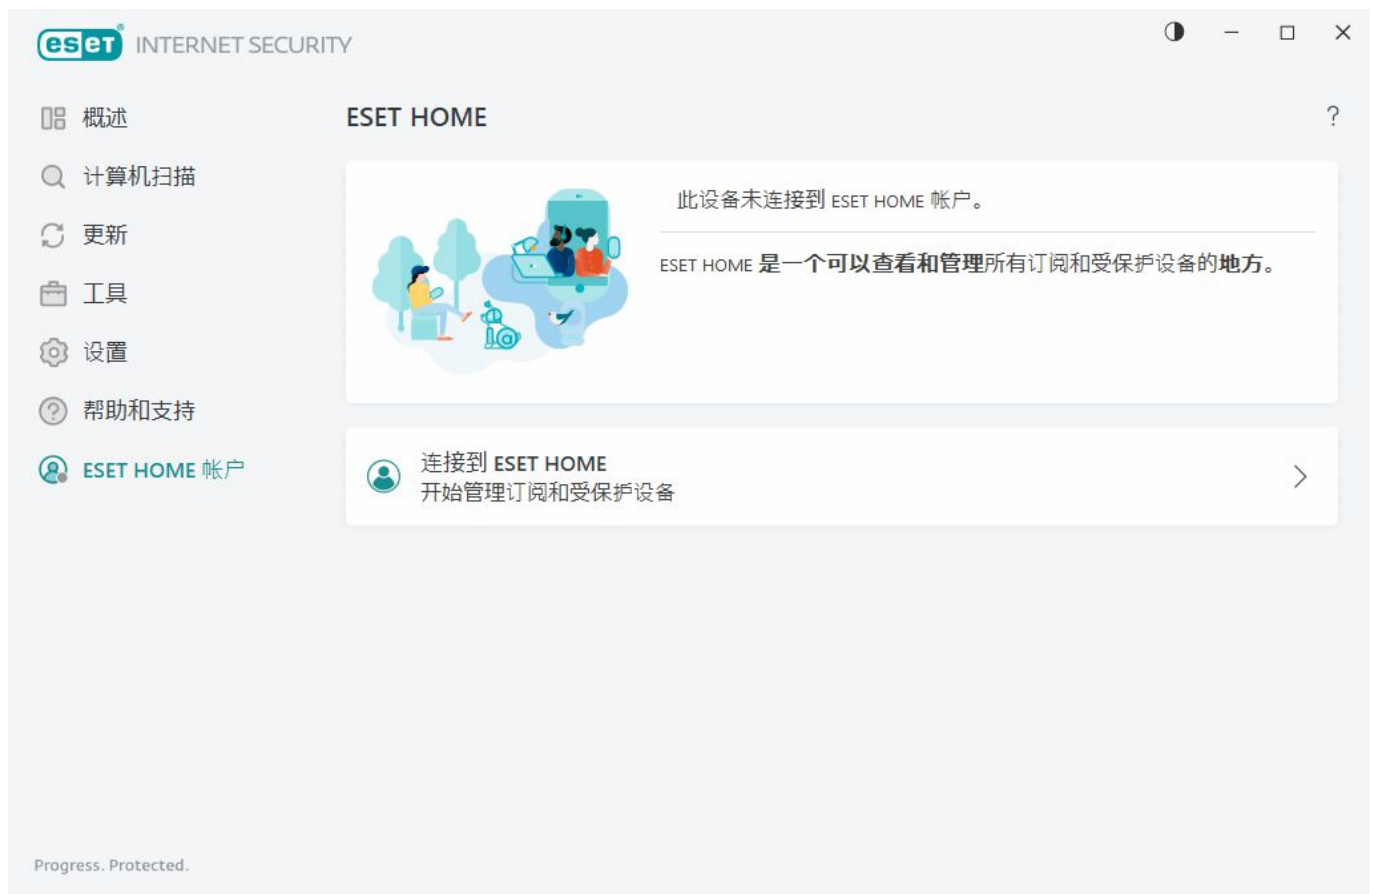 eset® INTERNET SECURITY
概述
计算机扫描
更新
工具
设置
帮助和支持
ESET HOME 帐户
ESET HOME
?
此设备未连接到 ESET HOME 帐户。
ESET HOME 是一个可以查看和管理所有订阅和受保护设备的地方。
连接到 ESET HOME
开始管理订阅和受保护设备
Progress. Protected.